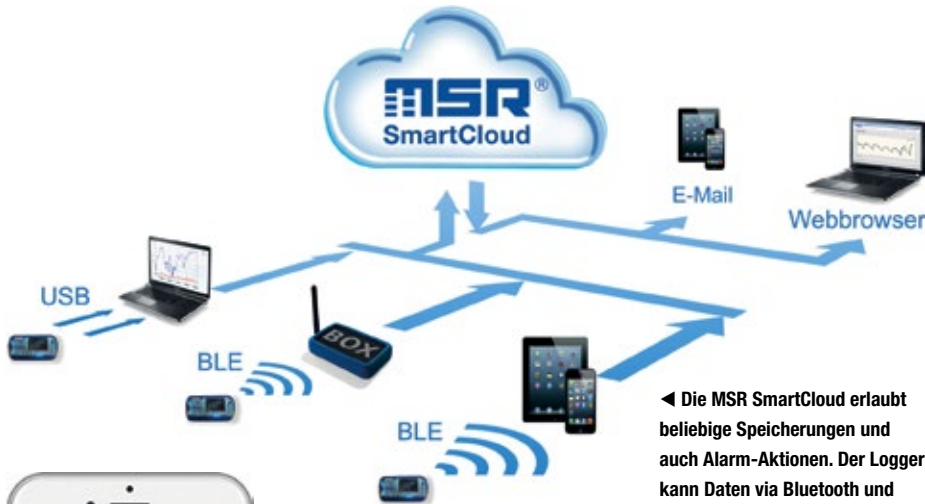 MSR®
SmartCloud
E-Mail
Webbrowser
USB
BOX
BLE
BLE
◄ Die MSR SmartCloud erlaubt
beliebige Speicherungen und
auch Alarm-Aktionen. Der Logger
kann Daten via Bluetooth und